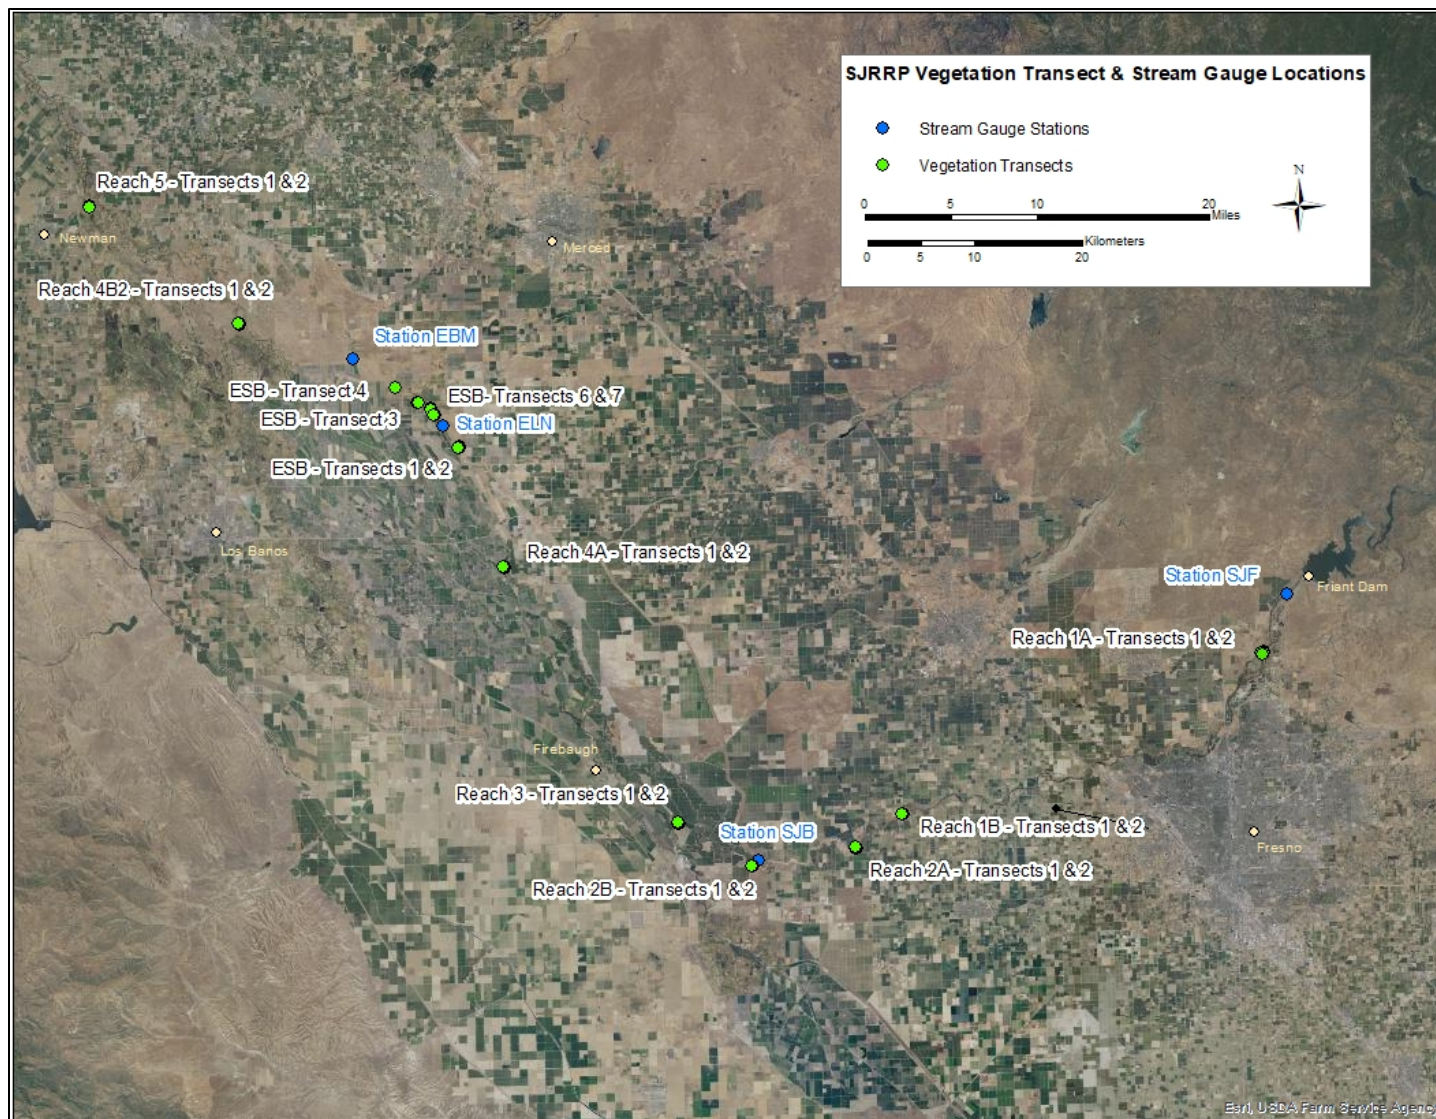 SJRRP Vegetation Transect & Stream Gauge Locations
Stream Gauge Stations
Vegetation Transects
N
0 5 10 20 Miles
Kilometers
0 5 10 20
Reach 5 - Transects 1 & 2
Newman
Merced
Reach 4B2 - Transects 1 & 2
Station EBM
ESB - Transect 4
ESB- Transects 6 & 7
ESB - Transect 3
Station ELN
ESB - Transects 1 & 2
Los Banos
Reach 4A - Transects 1 & 2
Station SJF
Friant Dam
Reach 1A - Transects 1 & 2
Firebaugh
Reach 3 - Transects 1 & 2
Station SJB
Reach 1B - Transects 1 & 2
Fresno
Reach 2A - Transects 1 & 2
Reach 2B - Transects 1 & 2
Esri, USDA Farm Service Agency